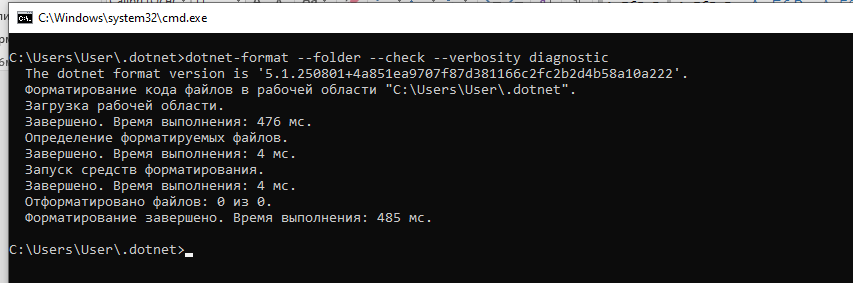 C:\Windows\system32\cmd.exe
C:\Users\User\.dotnet>dotnet-format --folder --check --verbosity diagnostic
The dotnet format version is '5.1.250801+4a851ea9707f87d381166c2fc2b2d4b58a10a222'.
Форматирование кода файлов в рабочей области "C:\Users\User\.dotnet".
Загрузка рабочей области.
Завершено. Время выполнения: 476 мс.
Определение форматируемых файлов.
Завершено. Время выполнения: 4 мс.
Запуск средств форматирования.
Завершено. Время выполнения: 4 мс.
Отформатировано файлов: 0 из 0.
Форматирование завершено. Время выполнения: 485 мс.
C:\Users\User\.dotnet>